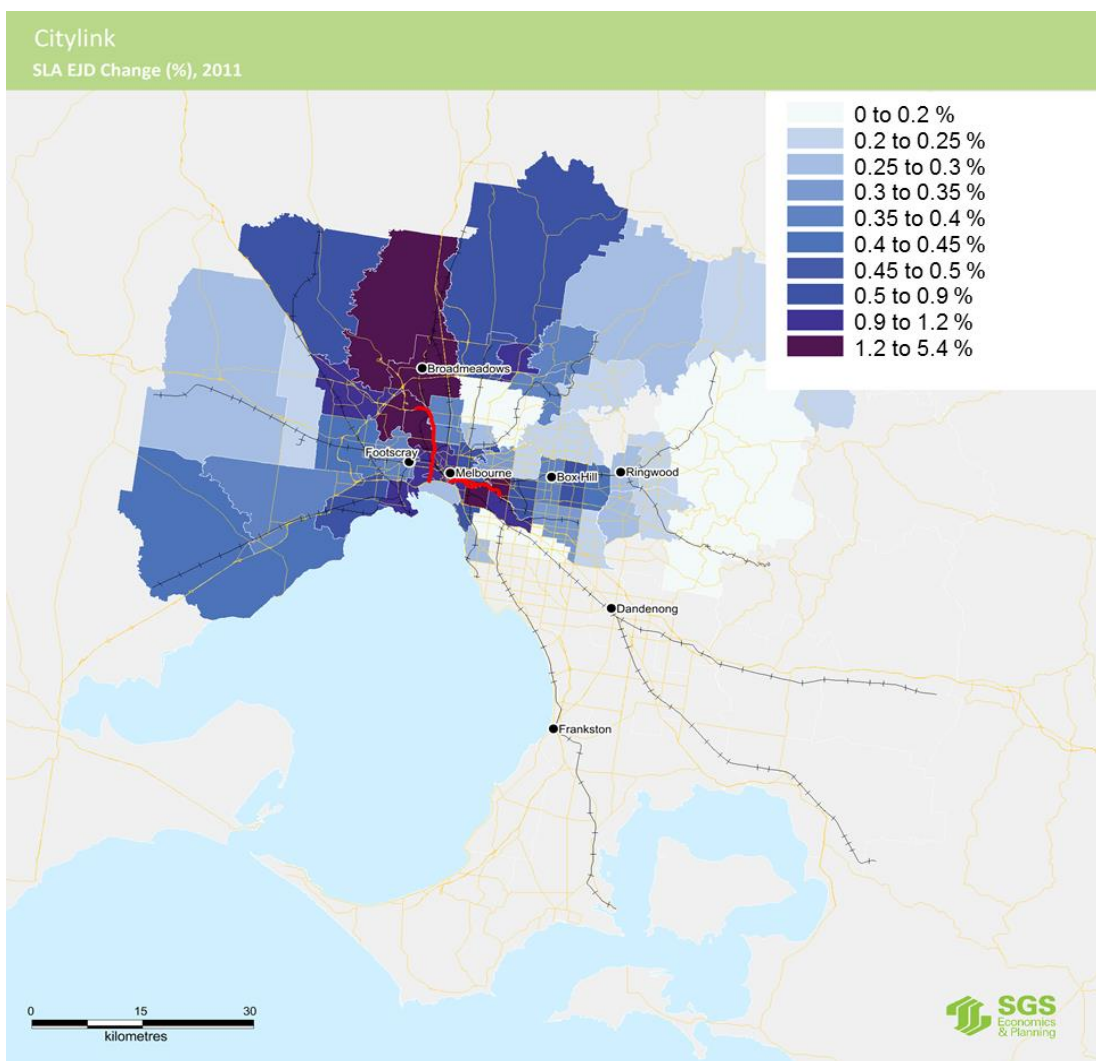 Citylink
SLA EJD Change (%), 2011
0 to 0.2 %
0.2 to 0.25 %
0.25 to 0.3 %
0.3 to 0.35 %
0.35 to 0.4 %
0.4 to 0.45 %
0.45 to 0.5 %
0.5 to 0.9 %
0.9 to 1.2 %
1.2 to 5.4 %
Broadmeadows
Footscray
Melbourne
Box Hill
Ringwood
Dandenong
Frankston
0 15 30
kilometres
SGS
Economics
& Planning